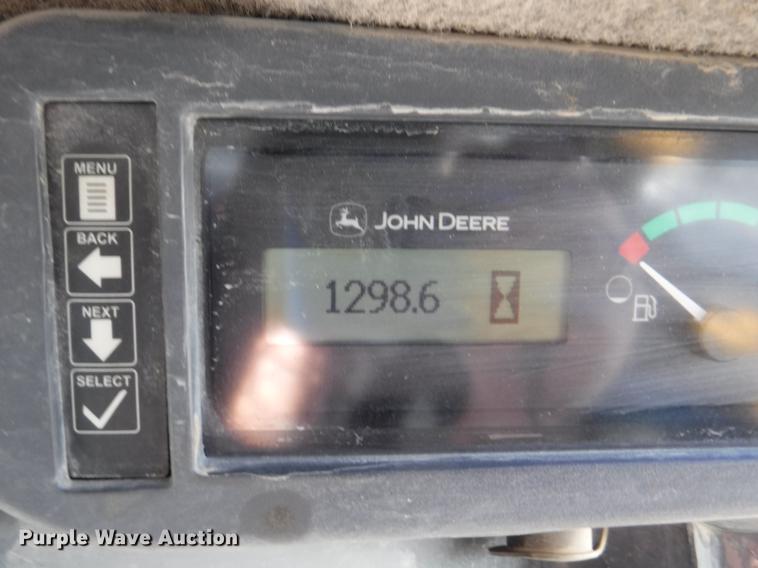 MENU
BACK
NEXT
SELECT
JOHN DEERE
1298.6
Purple Wave Auction